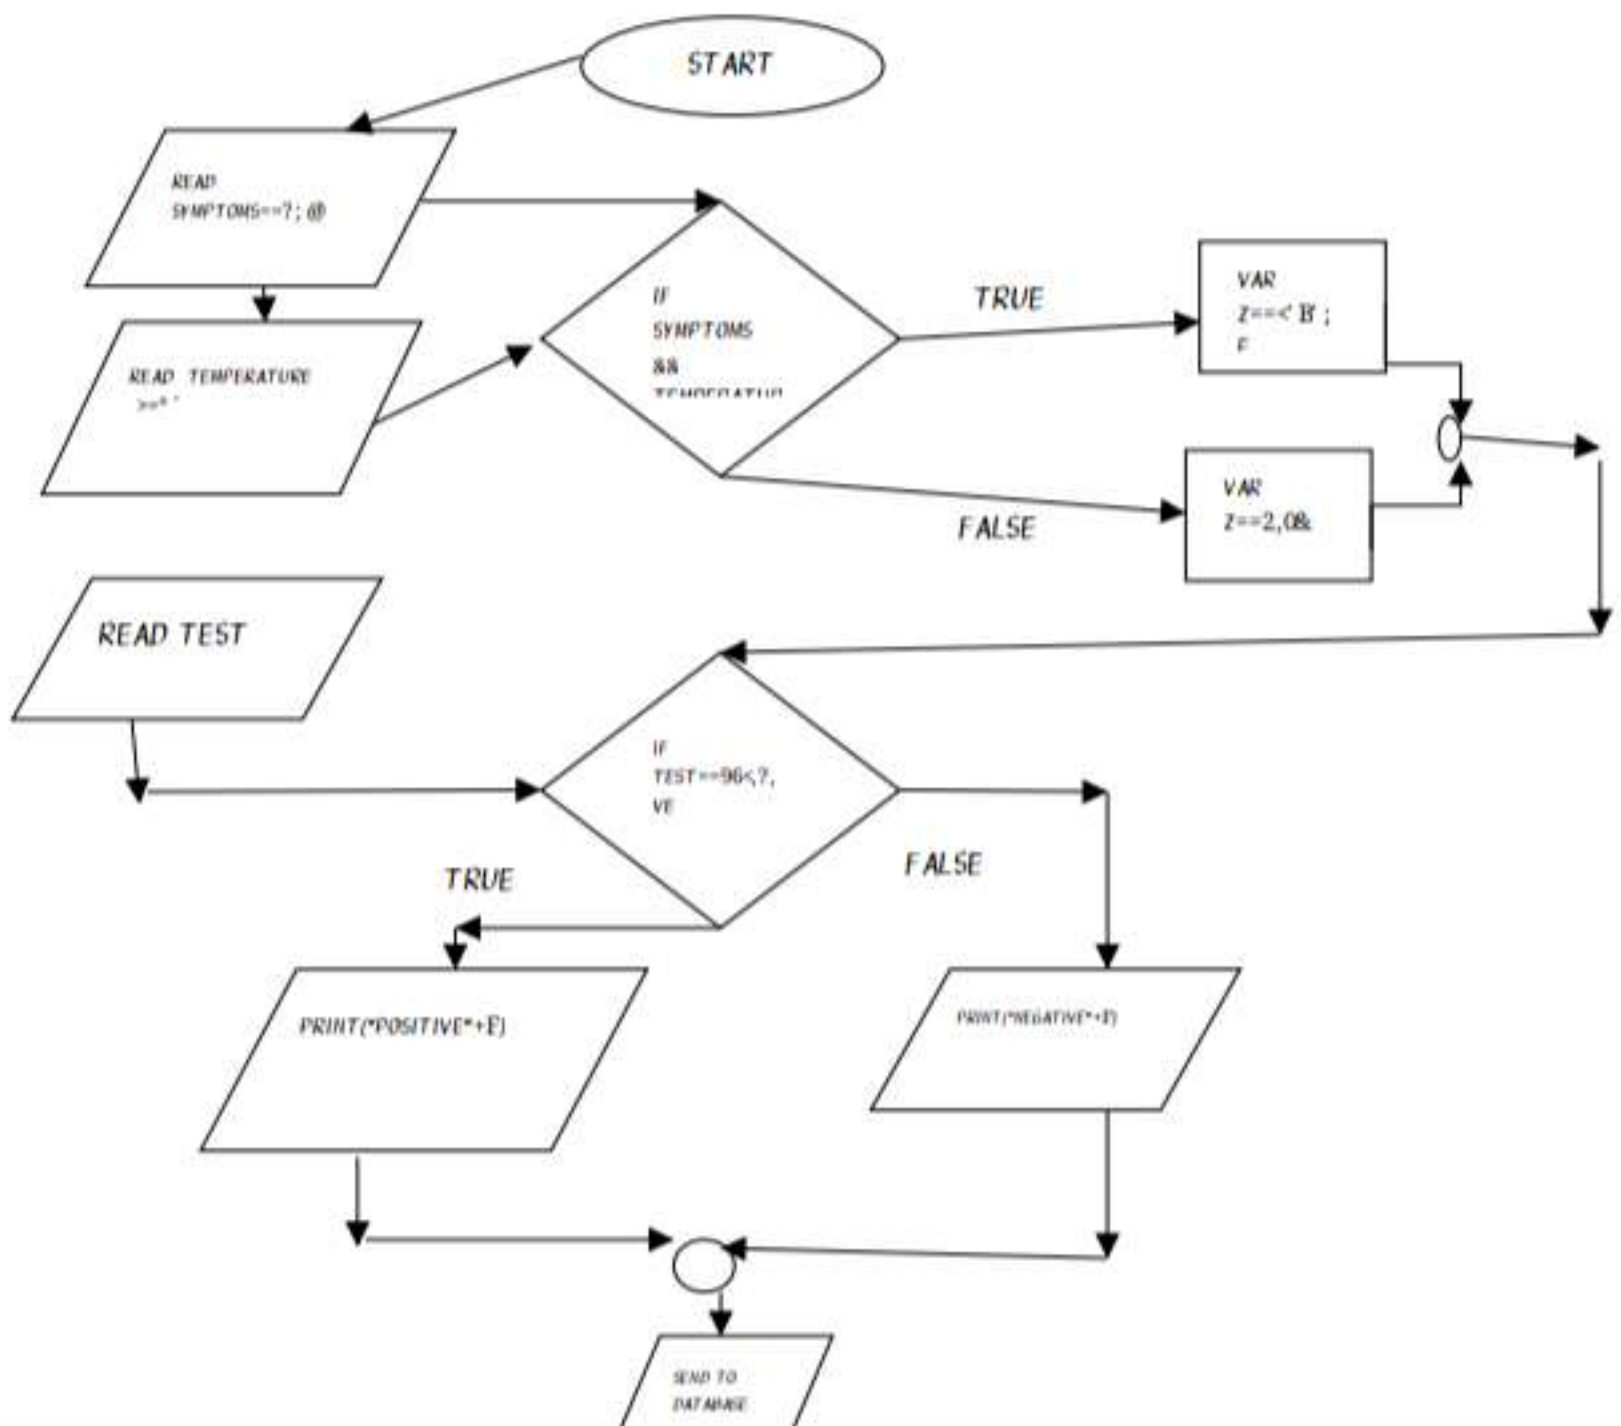 START
READ
SYMPTOMS==?;@
READ TEMPERATURE
IF
SYMPTOMS
&&
TRUE
VAR
Z==<'B';
F
FALSE
VAR
Z==2,0&
READ TEST
IF
TEST==96<,?,
VE
TRUE
FALSE
PRINT("POSITIVE"+F)
PRINT("NEGATIVE"+F)
SEND TO
DATABASE